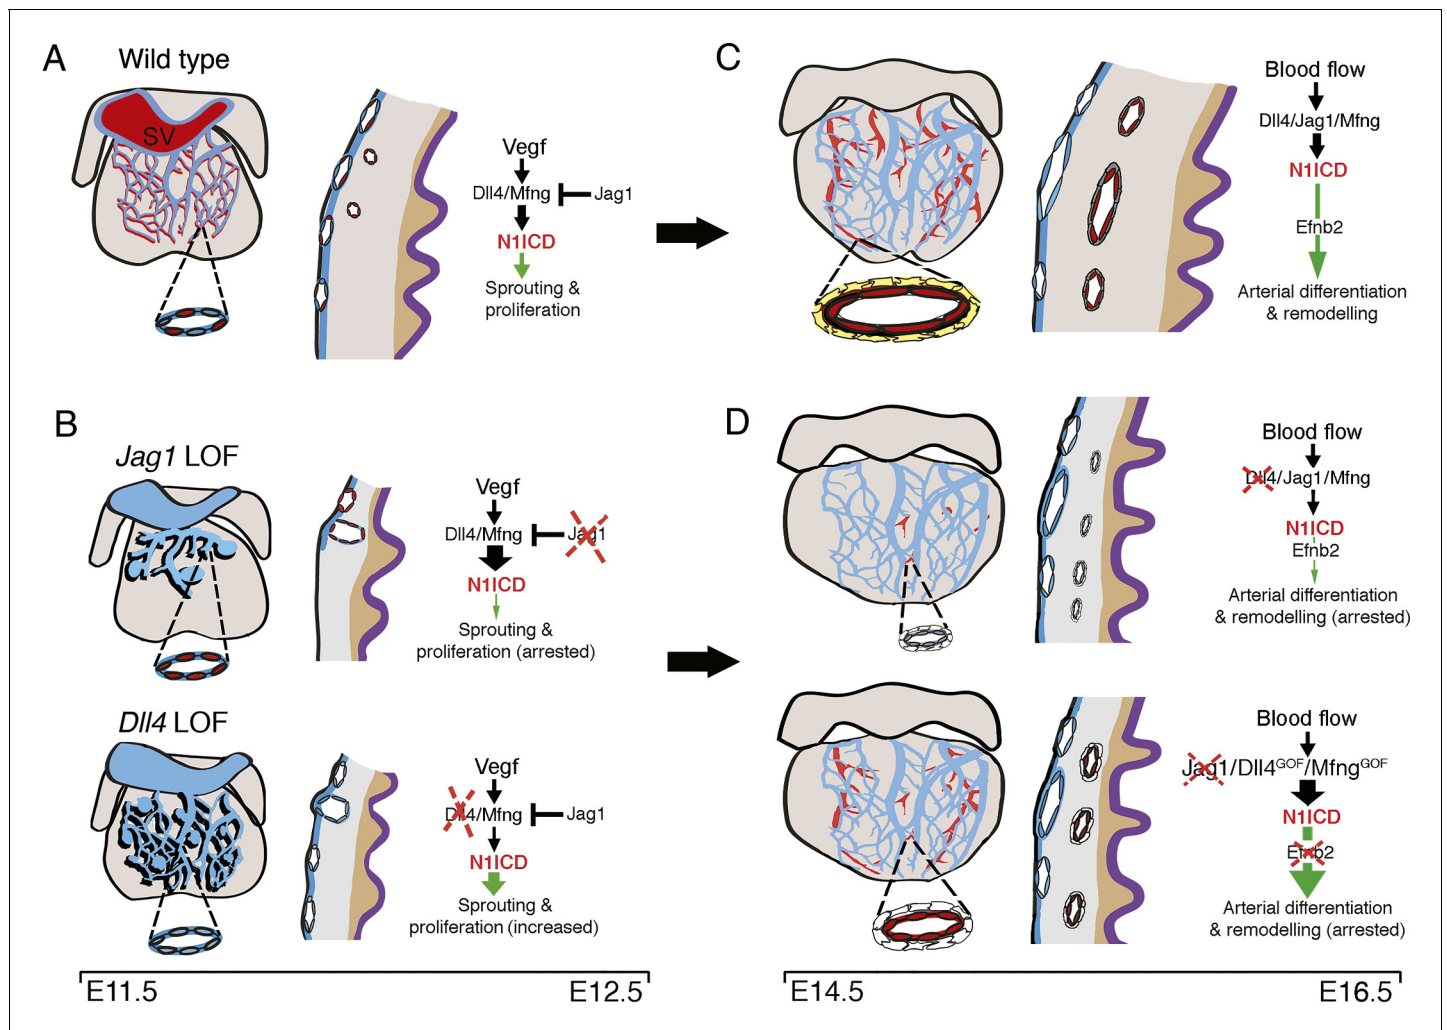 A
Wild type
SV
Vegf
Dll4/Mfng
Jag1
N1ICD
Sprouting &
proliferation
C
Blood flow
Dll4/Jag1/Mfng
N1ICD
Efnb2
Arterial differentiation
& remodelling
B
Jag1 LOF
Vegf
Dll4/Mfng
Jag1
N1ICD
Sprouting &
proliferation (arrested)
Dll4 LOF
Vegf
Dll4/Mfng
Jag1
N1ICD
Sprouting &
proliferation (increased)
D
Blood flow
Dll4/Jag1/Mfng
N1ICD
Efnb2
Arterial differentiation
& remodelling (arrested)
Blood flow
Jag1/Dll4GOF/MfngGOF
N1ICD
Efnb2
Arterial differentiation
& remodelling (arrested)
E11.5
E12.5
E14.5
E16.5